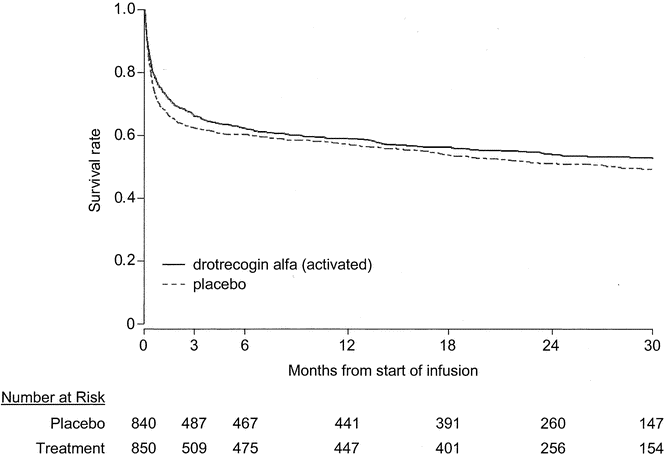 1.0
0.8
0.6
0.4
0.2
0
Survival rate
drotrecogin alfa (activated)
placebo
0 3 6 12 18 24 30
Months from start of infusion
Number at Risk
Placebo 840 487 467 441 391 260 147
Treatment 850 509 475 447 401 256 154